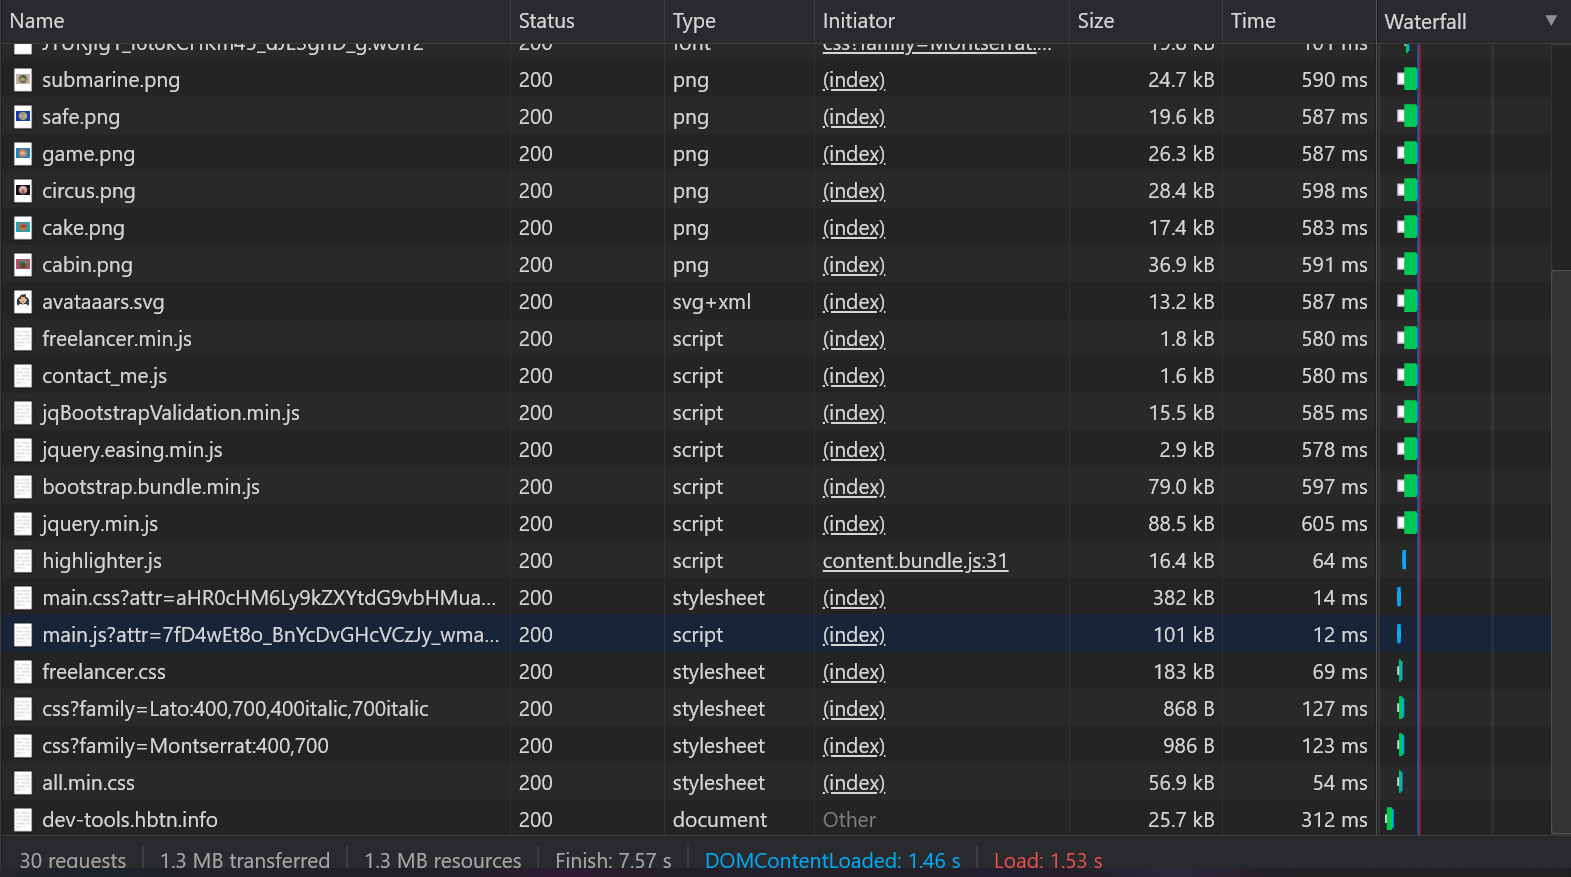 Name Status Type Initiator Size Time Waterfall
200 font css?family=Montserrat:... 19.8 kB 101 ms
submarine.png 200 png (index) 24.7 kB 590 ms
safe.png 200 png (index) 19.6 kB 587 ms
game.png 200 png (index) 26.3 kB 587 ms
circus.png 200 png (index) 28.4 kB 598 ms
cake.png 200 png (index) 17.4 kB 583 ms
cabin.png 200 png (index) 36.9 kB 591 ms
avataaars.svg 200 svg+xml (index) 13.2 kB 587 ms
freelancer.min.js 200 script (index) 1.8 kB 580 ms
contact_me.js 200 script (index) 1.6 kB 580 ms
jqBootstrapValidation.min.js 200 script (index) 15.5 kB 585 ms
jquery.easing.min.js 200 script (index) 2.9 kB 578 ms
bootstrap.bundle.min.js 200 script (index) 79.0 kB 597 ms
jquery.min.js 200 script (index) 88.5 kB 605 ms
highlighter.js 200 script content.bundle.js:31 16.4 kB 64 ms
main.css?attr=aHR0cHM6Ly9kZXYtdG9vbHMua... 200 stylesheet (index) 382 kB 14 ms
main.js?attr=7fD4wEt8o_BnYcDvGHcVCzJy_wma... 200 script (index) 101 kB 12 ms
freelancer.css 200 stylesheet (index) 183 kB 69 ms
css?family=Lato:400,700,400italic,700italic 200 stylesheet (index) 868 B 127 ms
css?family=Montserrat:400,700 200 stylesheet (index) 986 B 123 ms
all.min.css 200 stylesheet (index) 56.9 kB 54 ms
dev-tools.hbtn.info 200 document Other 25.7 kB 312 ms
30 requests 1.3 MB transferred 1.3 MB resources Finish: 7.57 s DOMContentLoaded: 1.46 s Load: 1.53 s